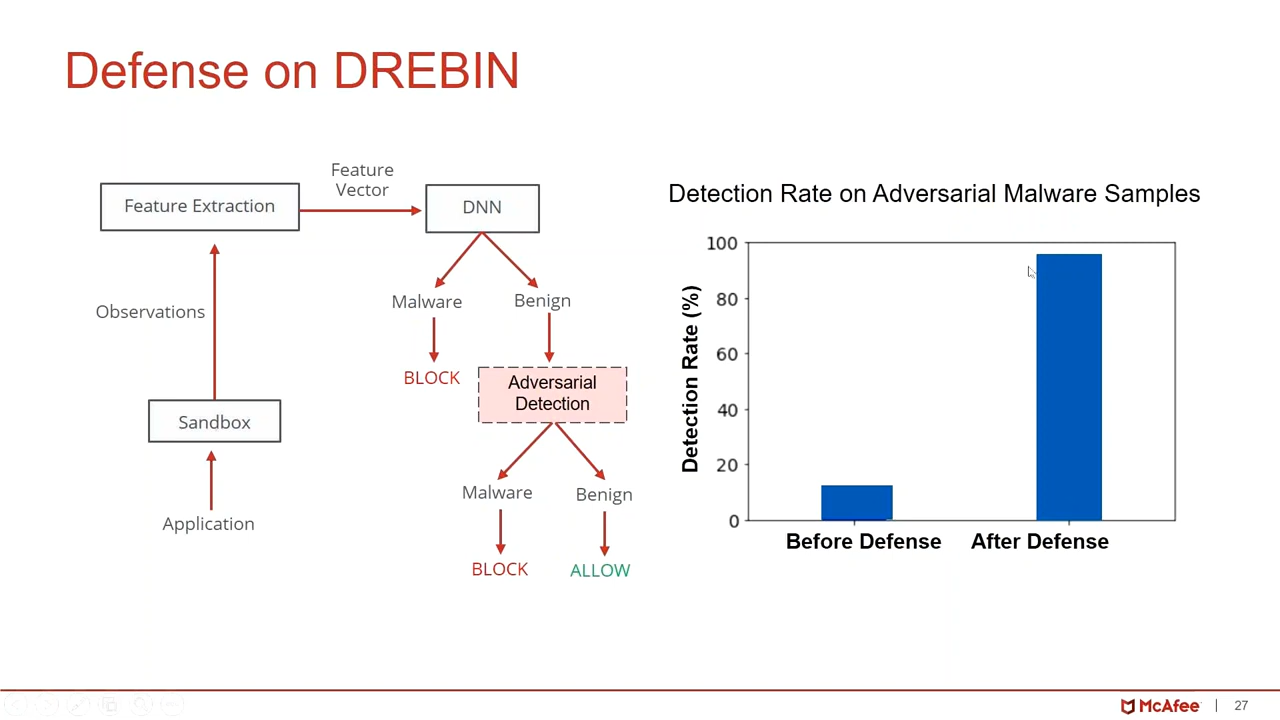 Defense on DREBIN
Feature Extraction
Feature
Vector
DNN
Observations
Malware
Benign
BLOCK
Adversarial
Detection
Sandbox
Malware
Benign
Application
BLOCK
ALLOW
Detection Rate on Adversarial Malware Samples
Detection Rate (%)
100
80
60
40
20
0
Before Defense
After Defense
McAfee
27